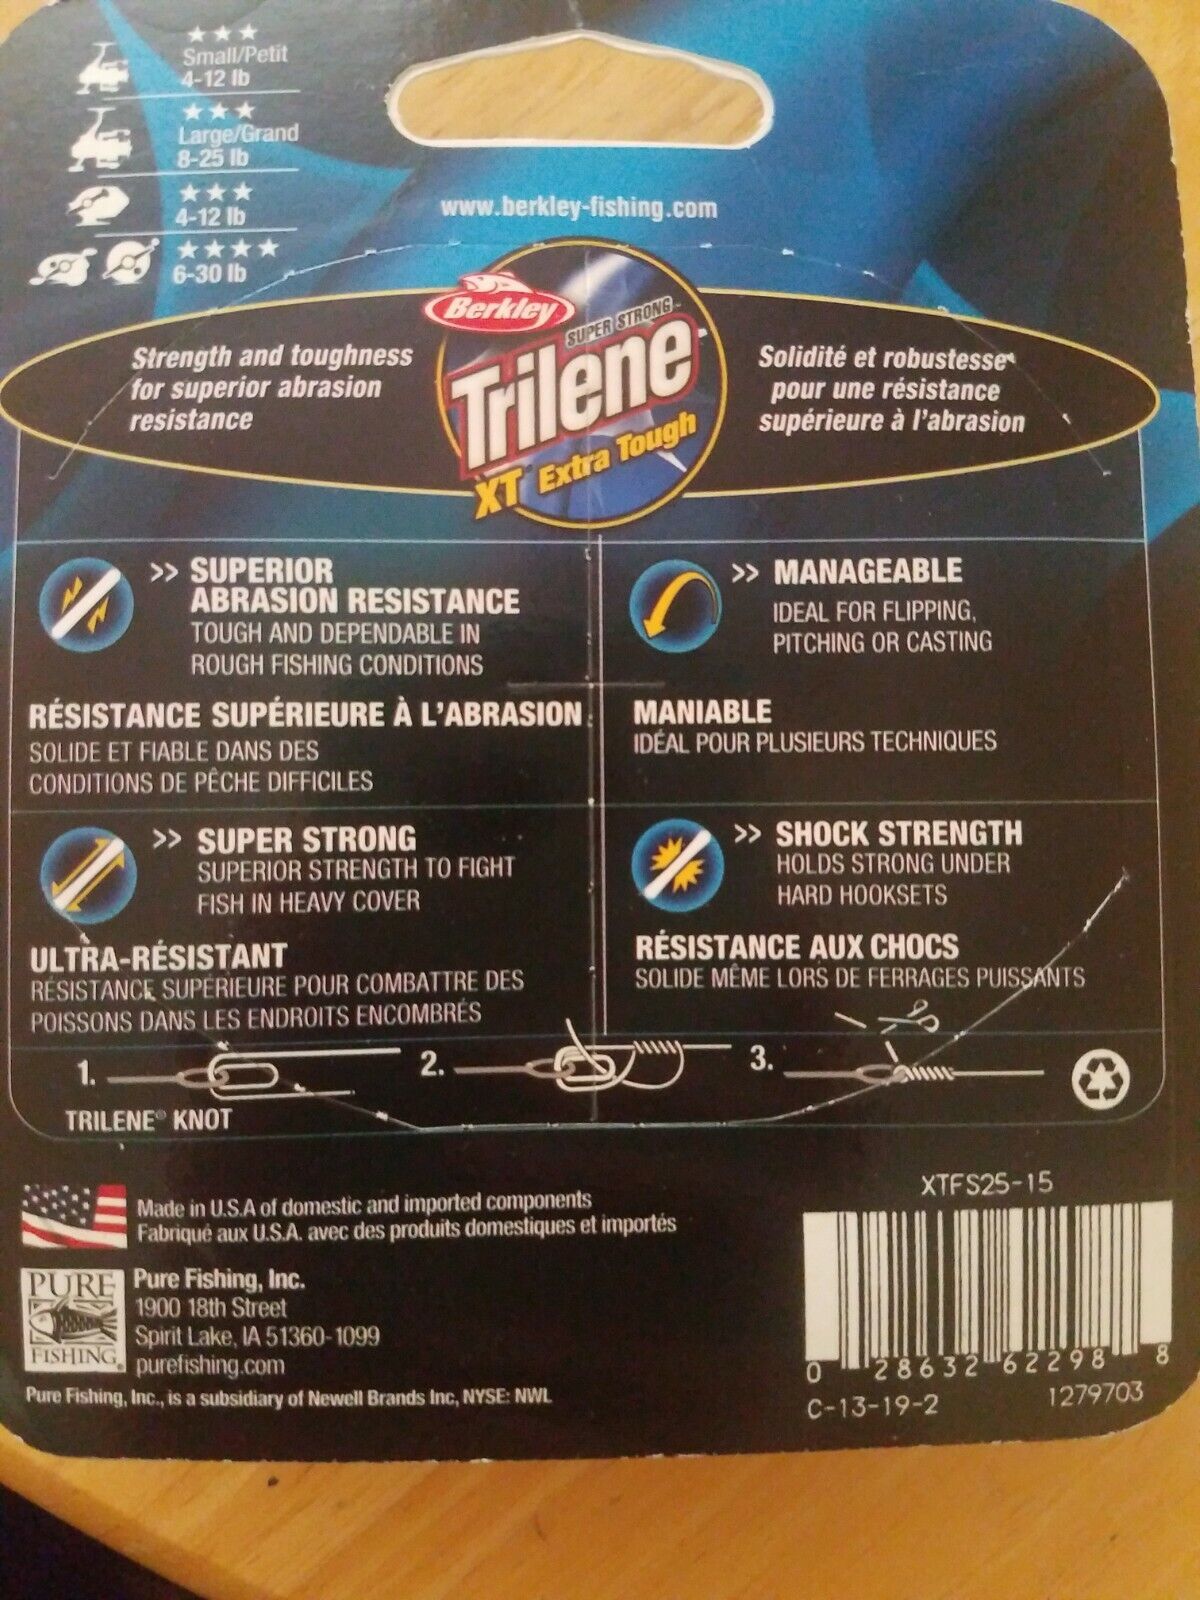 Small/Petit
4-12 lb
Large/Grand
8-25 lb
4-12 lb
6-30 lb
www.berkley-fishing.com
Berkley
SUPER STRONG
Trilene
XT Extra Tough
Strength and toughness
for superior abrasion
resistance
Solidité et robustesse
pour une résistance
supérieure à l'abrasion
>> SUPERIOR
ABRASION RESISTANCE
TOUGH AND DEPENDABLE IN
ROUGH FISHING CONDITIONS
RÉSISTANCE SUPÉRIEURE À L'ABRASION
SOLIDE ET FIABLE DANS DES
CONDITIONS DE PÊCHE DIFFICILES
>> MANAGEABLE
IDEAL FOR FLIPPING,
PITCHING OR CASTING
MANIABLE
IDÉAL POUR PLUSIEURS TECHNIQUES
>> SUPER STRONG
SUPERIOR STRENGTH TO FIGHT
FISH IN HEAVY COVER
ULTRA-RÉSISTANT
RÉSISTANCE SUPÉRIEURE POUR COMBATTRE DES
POISSONS DANS LES ENDROITS ENCOMBRÉS
>> SHOCK STRENGTH
HOLDS STRONG UNDER
HARD HOOKSETS
RÉSISTANCE AUX CHOCS
SOLIDE MÊME LORS DE FERRAGES PUISSANTS
1. 2. 3.
TRILENE® KNOT
Made in U.S.A of domestic and imported components
Fabriqué aux U.S.A. avec des produits domestiques et importés
PURE
FISHING®
Pure Fishing, Inc.
1900 18th Street
Spirit Lake, IA 51360-1099
purefishing.com
Pure Fishing, Inc., is a subsidiary of Newell Brands Inc, NYSE: NWL
XTFS25-15
0 28632 62298 8
C-13-19-2 1279703